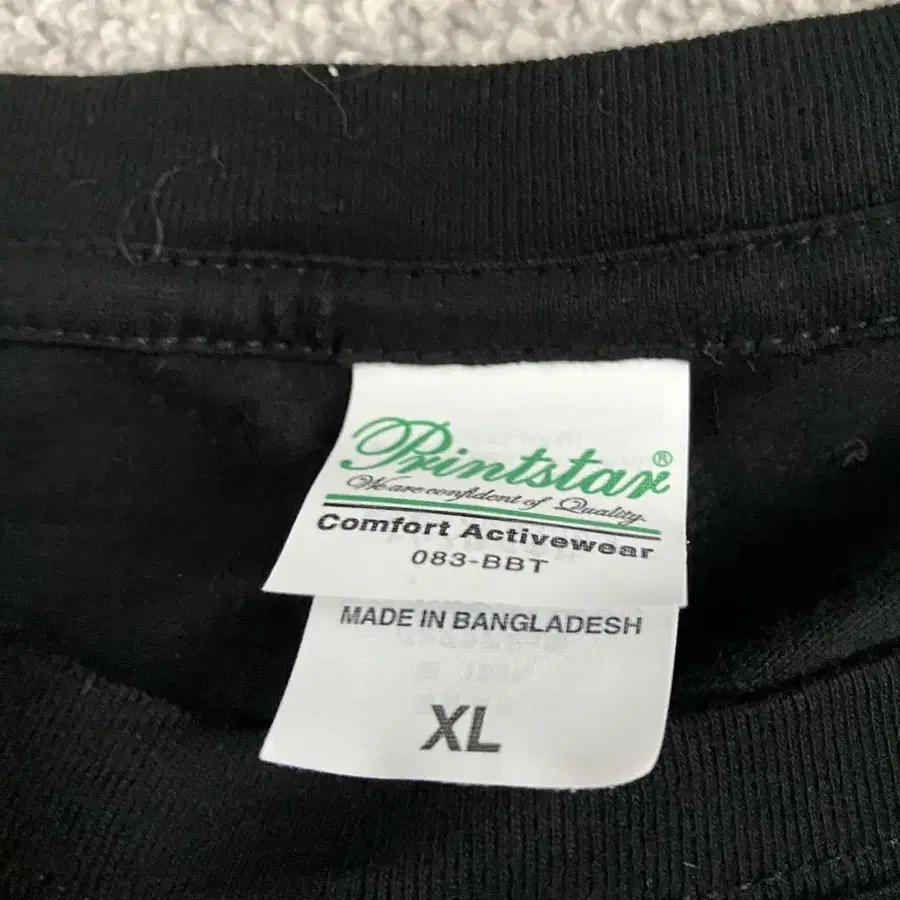 Printstar®
We are confident of Quality.
Comfort Activewear
083-BBT
MADE IN BANGLADESH
XL